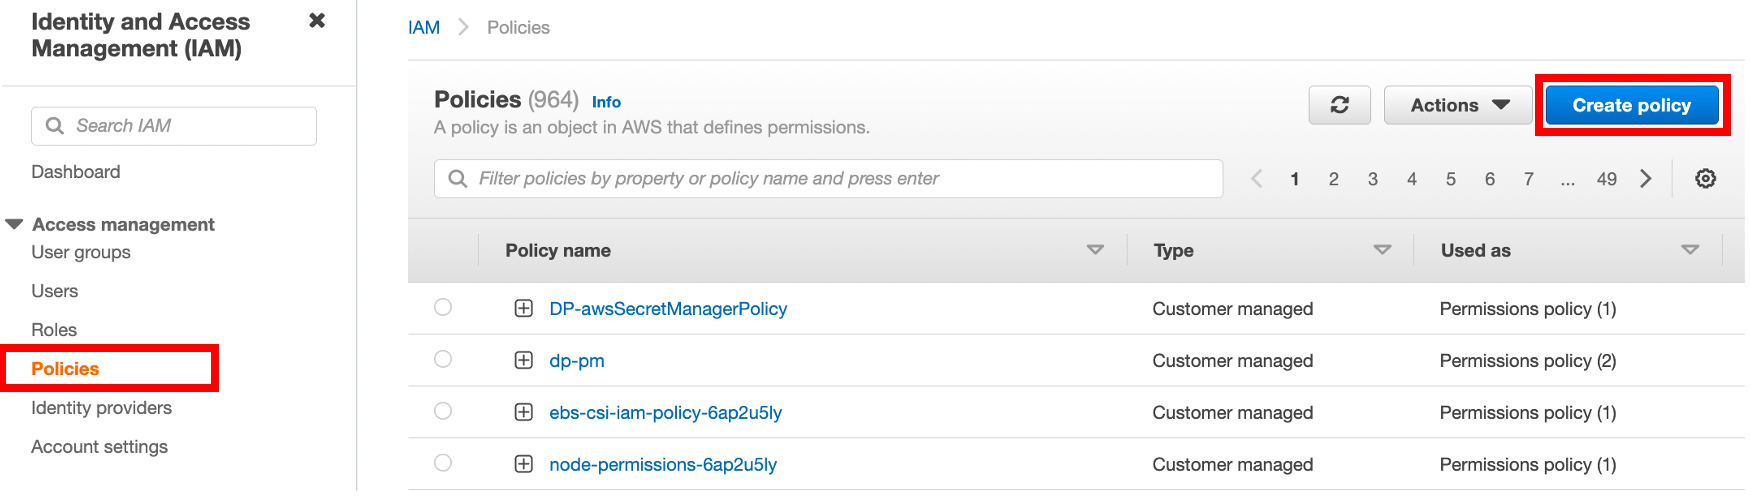 Identity and Access
Management (IAM)
Search IAM
Dashboard
Access management
User groups
Users
Roles
Policies
Identity providers
Account settings
IAM Policies
Policies (964) Info
A policy is an object in AWS that defines permissions.
Actions
Create policy
Filter policies by property or policy name and press enter
1 2 3 4 5 6 7 ... 49
Policy name Type Used as
DP-awsSecretManagerPolicy Customer managed Permissions policy (1)
dp-pm Customer managed Permissions policy (2)
ebs-csi-iam-policy-6ap2u5ly Customer managed Permissions policy (1)
node-permissions-6ap2u5ly Customer managed Permissions policy (1)